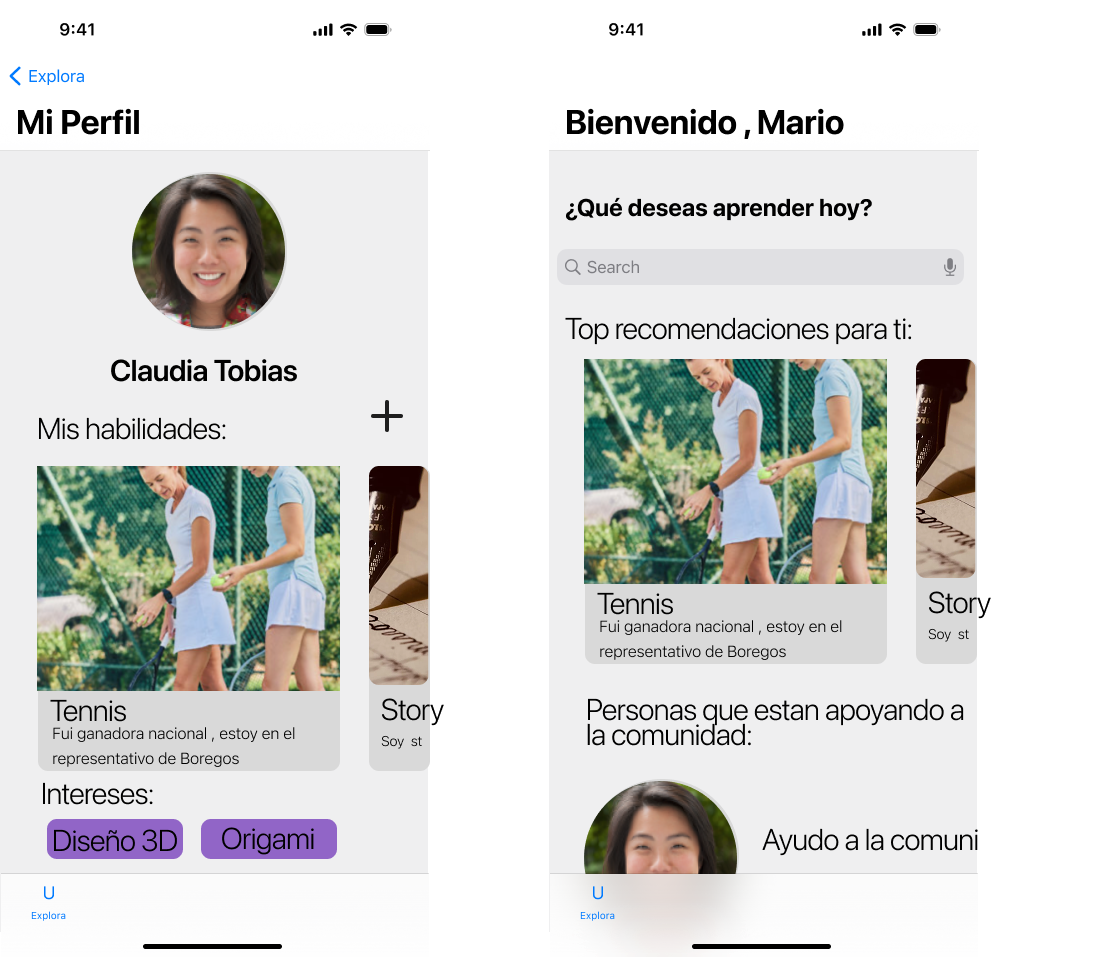 9:41
Explora
Mi Perfil
Claudia Tobias
Mis habilidades:
Tennis
Fui ganadora nacional , estoy en el
representativo de Boregos
Story
Soy st
Intereses:
Diseño 3D
Origami
U
Explora
9:41
Bienvenido , Mario
¿Qué deseas aprender hoy?
Search
Top recomendaciones para ti:
Tennis
Fui ganadora nacional , estoy en el
representativo de Boregos
Story
Soy st
Personas que estan apoyando a
la comunidad:
Ayudo a la comuni
U
Explora